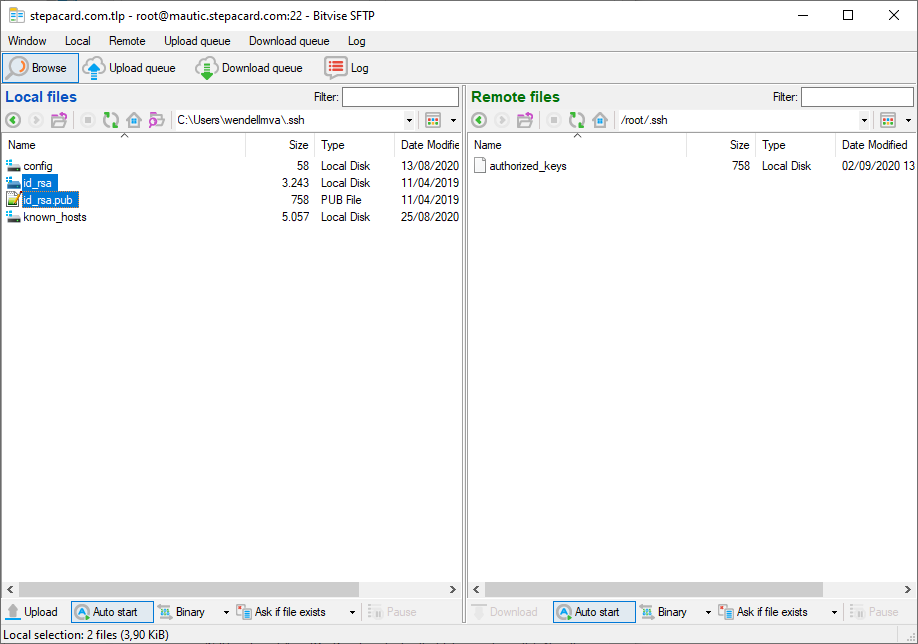 stepacard.com.tlp - root@mautic.stepacard.com:22 - Bitvise SFTP
Window Local Remote Upload queue Download queue Log
Browse Upload queue Download queue Log
Local files Filter: Remote files Filter:
C:\Users\wendellmva\.ssh /root/.ssh
Name Size Type Date Modifie Name Size Type Date Modified
config 58 Local Disk 13/08/2020 authorized_keys 758 Local Disk 02/09/2020 13
id_rsa 3.243 Local Disk 11/04/2019
id_rsa.pub 758 PUB File 11/04/2019
known_hosts 5.057 Local Disk 25/08/2020
Upload Auto start Binary Ask if file exists Pause Download Auto start Binary Ask if file exists Pause
Local selection: 2 files (3,90 KiB)